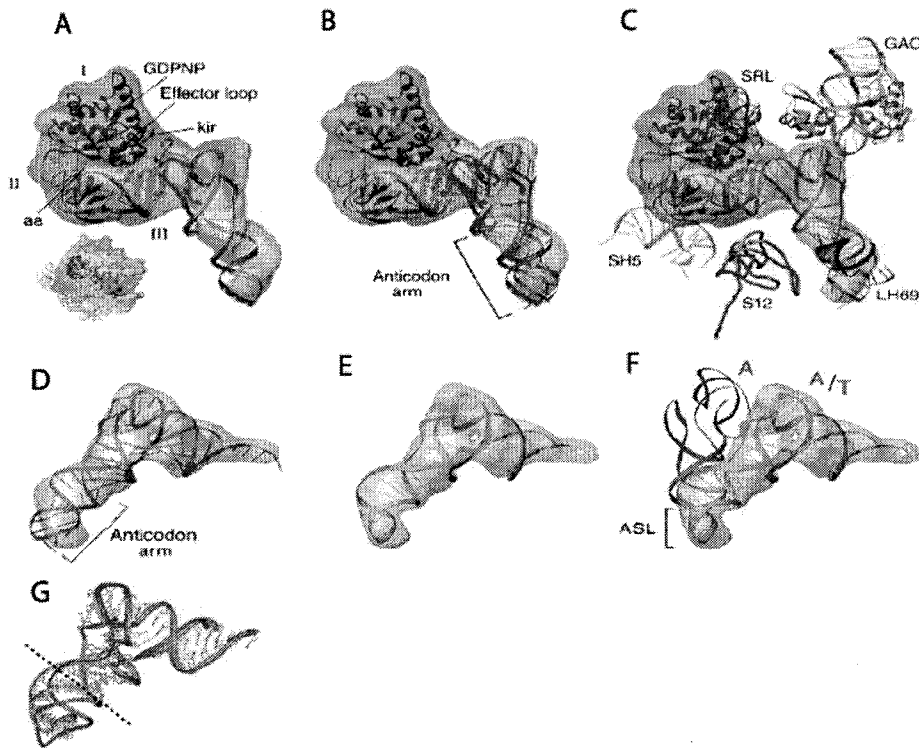 A
I
GDPNP
Effector loop
kir
II
aa
III
B
Anticodon
arm
C
GAC
SRL
SH5
S12
LH69
D
Anticodon
arm
E
F
A
A/T
ASL
G